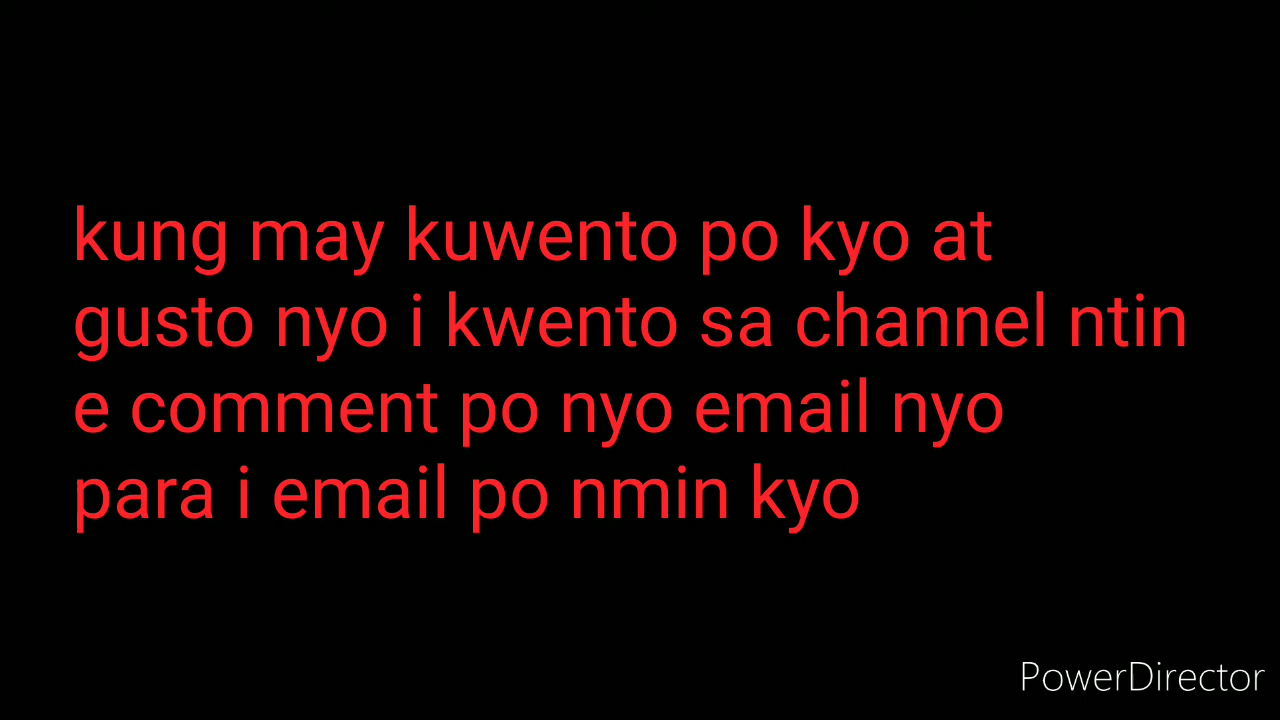 kung may kuwento po kyo at
gusto nyo i kwento sa channel ntin
e comment po nyo email nyo
para i email po nmin kyo
PowerDirector